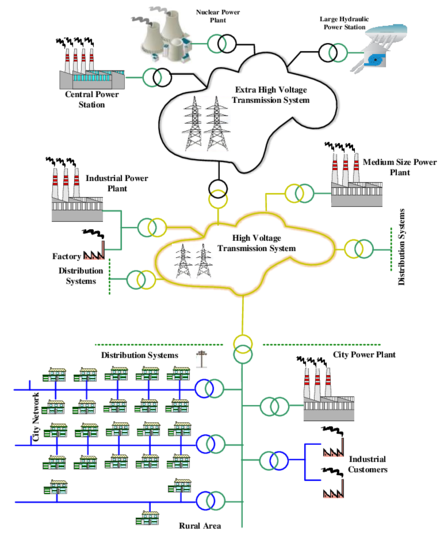 Nuclear Power
Plant
Large Hydraulic
Power Station
Central Power
Station
Extra High Voltage
Transmission System
Medium Size Power
Plant
Industrial Power
Plant
High Voltage
Transmission System
Factory
Distribution
Systems
Distribution Systems
Distribution Systems
City Power Plant
City Network
Industrial
Customers
Rural Area